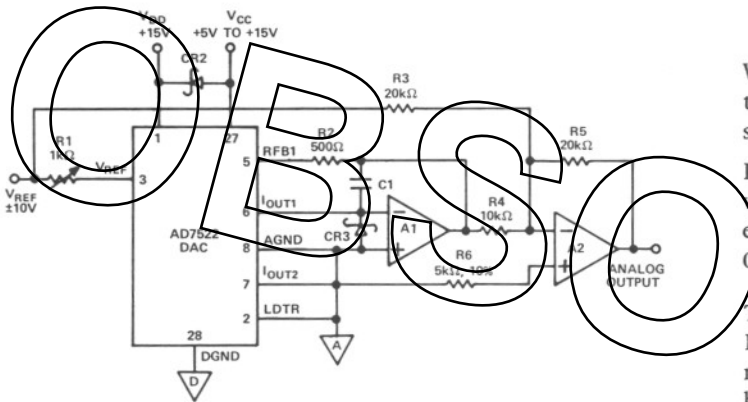 VDD
+15V
VCC
+5V TO +15V
CR2
R3
20kΩ
R1
1kΩ
VREF
1
27
R2
500Ω
R5
20kΩ
RFB1
5
3
VREF
±10V
C1
IOUT1
6
A1
R4
10kΩ
AD7522
DAC
AGND
8
CR3
R6
5kΩ, 10%
A2
ANALOG
OUTPUT
IOUT2
7
LDTR
2
A
28
DGND
D
OBSO